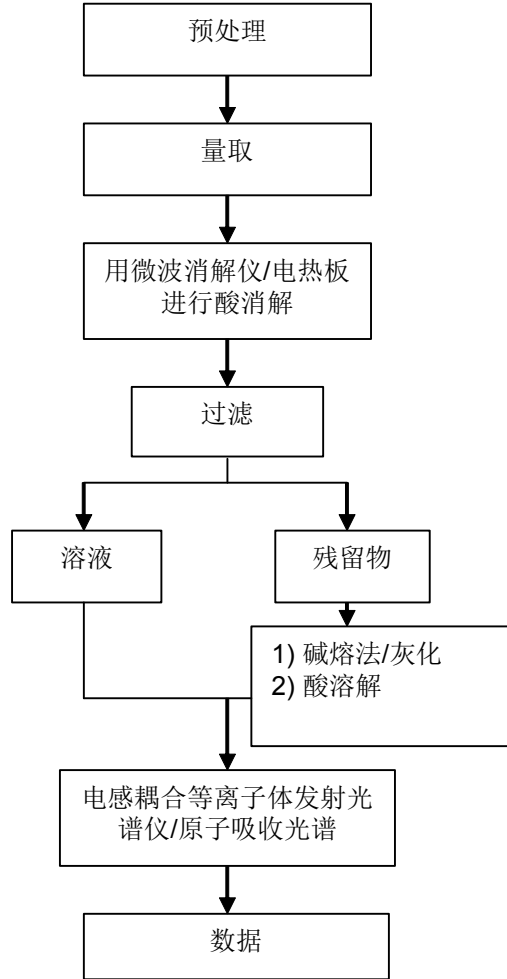 预处理
量取
用微波消解仪/电热板
进行酸消解
过滤
溶液
残留物
1) 碱熔法/灰化
2) 酸溶解
电感耦合等离子体发射光
谱仪/原子吸收光谱
数据